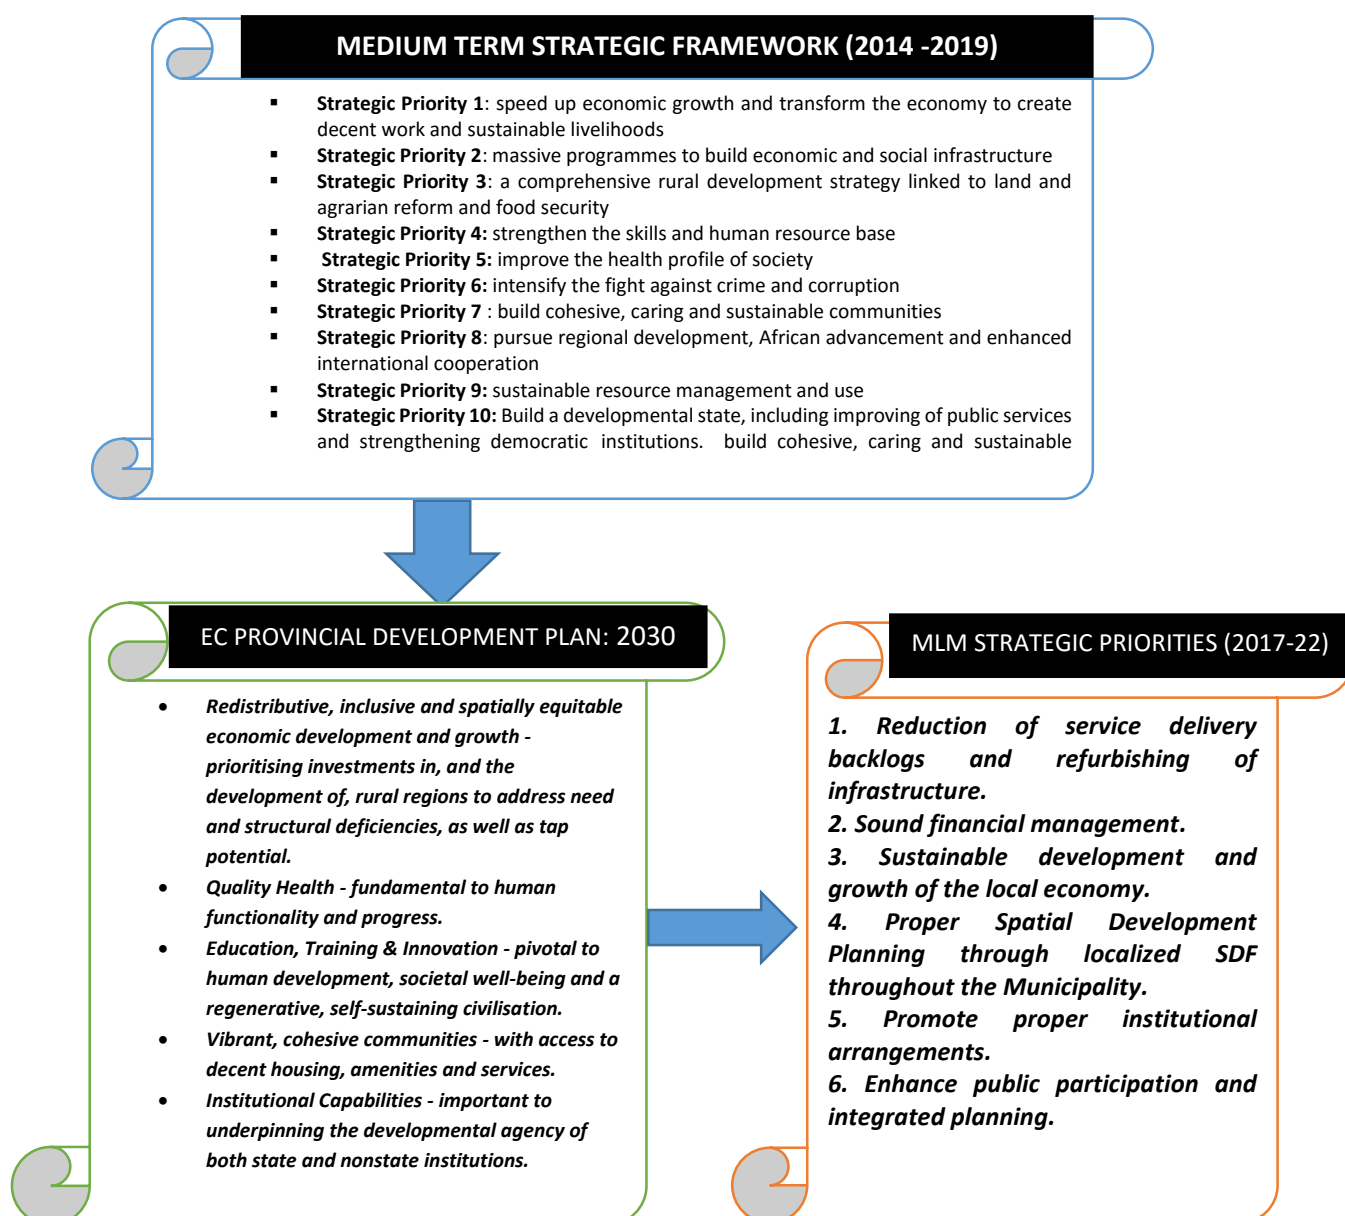 MEDIUM TERM STRATEGIC FRAMEWORK (2014 -2019)
▪ Strategic Priority 1: speed up economic growth and transform the economy to create
decent work and sustainable livelihoods
▪ Strategic Priority 2: massive programmes to build economic and social infrastructure
▪ Strategic Priority 3: a comprehensive rural development strategy linked to land and
agrarian reform and food security
▪ Strategic Priority 4: strengthen the skills and human resource base
▪ Strategic Priority 5: improve the health profile of society
▪ Strategic Priority 6: intensify the fight against crime and corruption
▪ Strategic Priority 7 : build cohesive, caring and sustainable communities
▪ Strategic Priority 8: pursue regional development, African advancement and enhanced
international cooperation
▪ Strategic Priority 9: sustainable resource management and use
▪ Strategic Priority 10: Build a developmental state, including improving of public services
and strengthening democratic institutions. build cohesive, caring and sustainable
EC PROVINCIAL DEVELOPMENT PLAN: 2030
• Redistributive, inclusive and spatially equitable
economic development and growth -
prioritising investments in, and the
development of, rural regions to address need
and structural deficiencies, as well as tap
potential.
• Quality Health - fundamental to human
functionality and progress.
• Education, Training & Innovation - pivotal to
human development, societal well-being and a
regenerative, self-sustaining civilisation.
• Vibrant, cohesive communities - with access to
decent housing, amenities and services.
• Institutional Capabilities - important to
underpinning the developmental agency of
both state and nonstate institutions.
MLM STRATEGIC PRIORITIES (2017-22)
1. Reduction of service delivery
backlogs and refurbishing of
infrastructure.
2. Sound financial management.
3. Sustainable development and
growth of the local economy.
4. Proper Spatial Development
Planning through localized SDF
throughout the Municipality.
5. Promote proper institutional
arrangements.
6. Enhance public participation and
integrated planning.